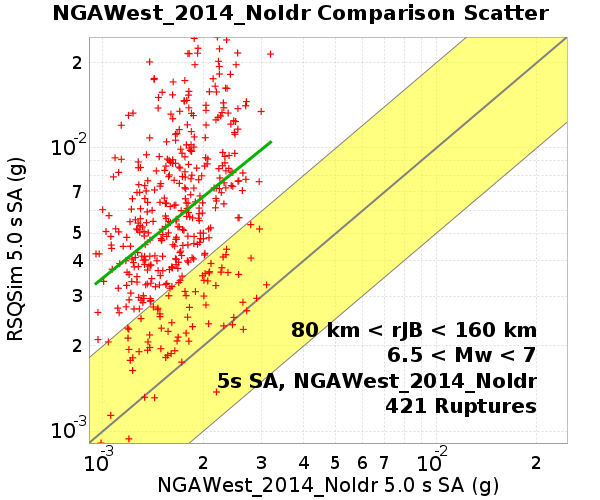 NGAWest_2014_NoIdr Comparison Scatter
RSQSim 5.0 s SA (g)
2
10-2
7
5
4
3
2
10-3
80 km < rJB < 160 km
6.5 < Mw < 7
5s SA, NGAWest_2014_NoIdr
421 Ruptures
10-3 2 3 4 5 6 7 10-2 2
NGAWest_2014_NoIdr 5.0 s SA (g)